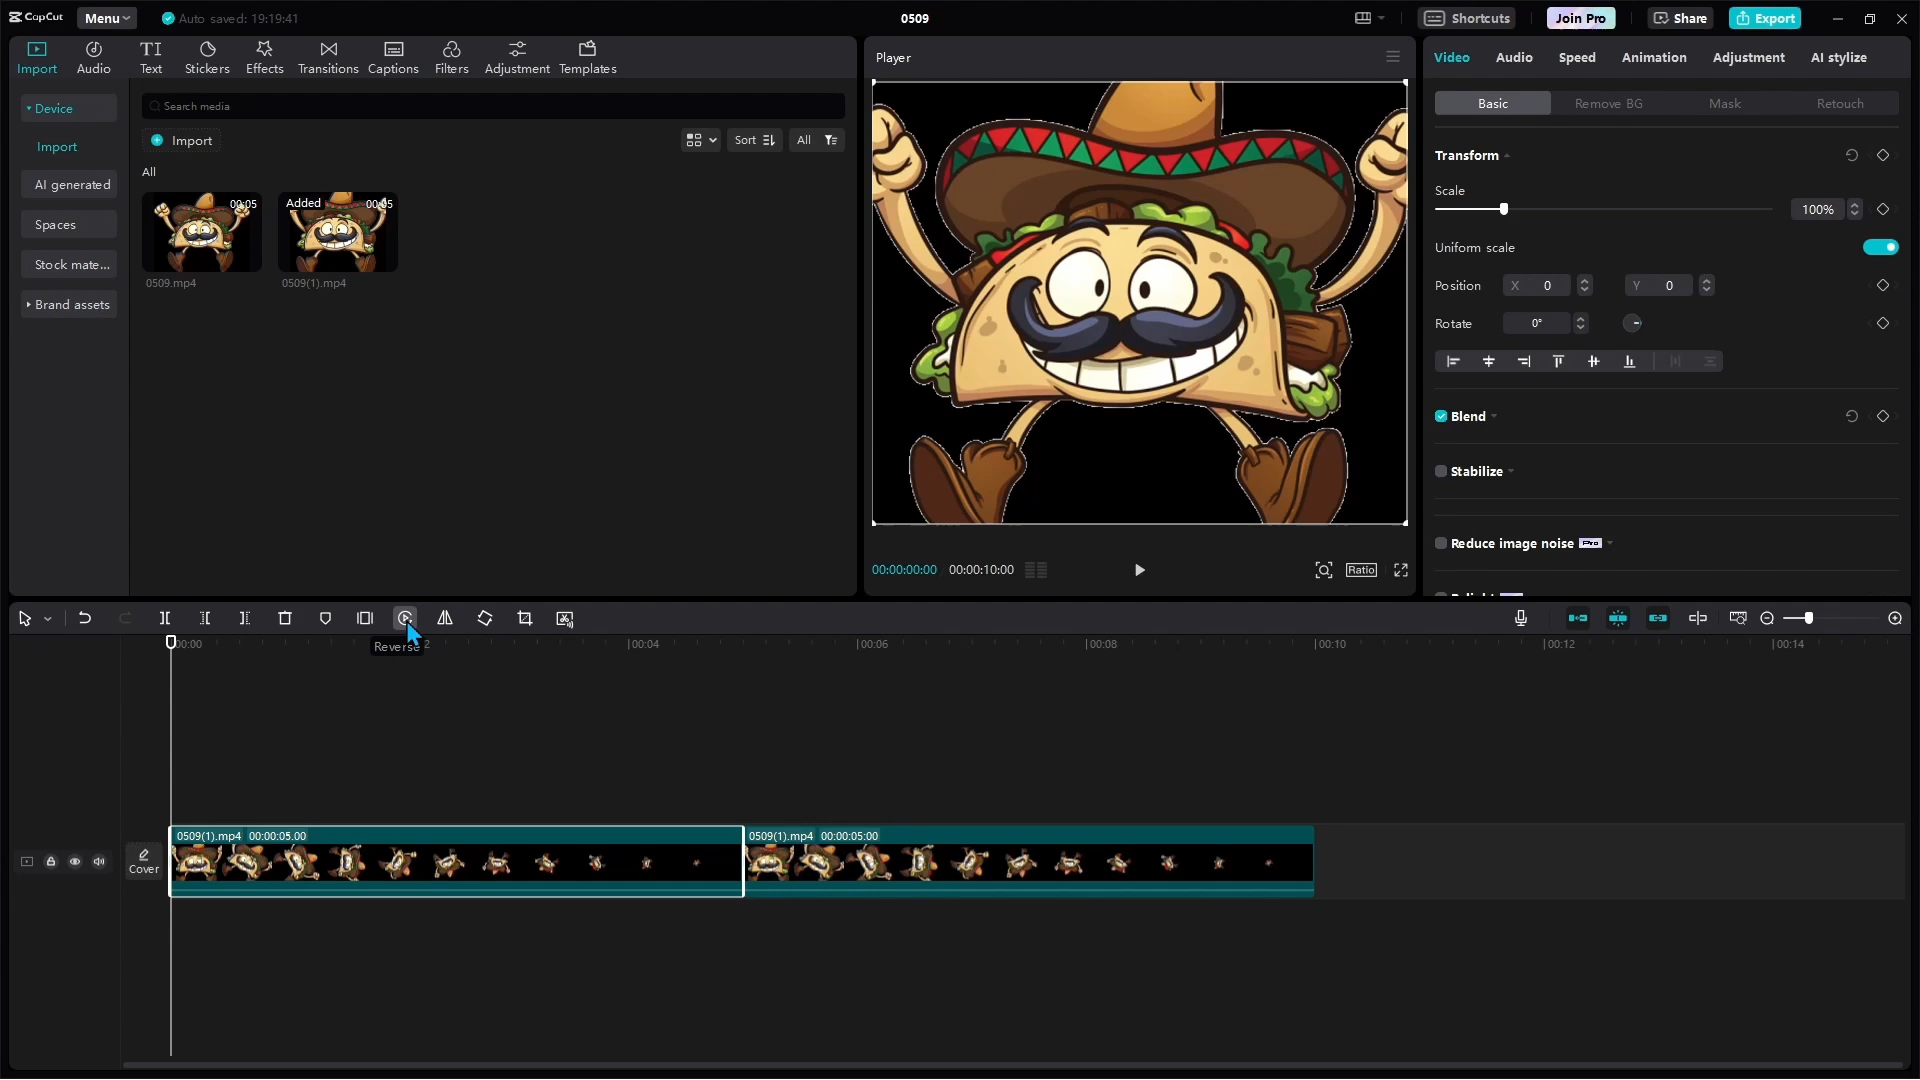 CapCut Menu Auto saved: 19:19:41 0509 Shortcuts Join Pro Share Export
Import Audio Text Stickers Effects Transitions Captions Filters Adjustment Templates
Device
Import
AI generated
Spaces
Stock mate...
Brand assets
Search media
Import Sort All
All
00:05 Added 00:05
0509.mp4 0509(1).mp4
Player
00:00:00:00 00:00:10:00 Ratio
Video Audio Speed Animation Adjustment AI stylize
Basic Remove BG Mask Retouch
Transform
Scale
100%
Uniform scale
Position X 0 Y 0
Rotate 0°
Blend
Stabilize
Reduce image noise Pro
Reverse
00:00 2 00:04 00:06 00:08 00:10 00:12 00:14
Cover
0509(1).mp4 00:00:05:00 0509(1).mp4 00:00:05:00